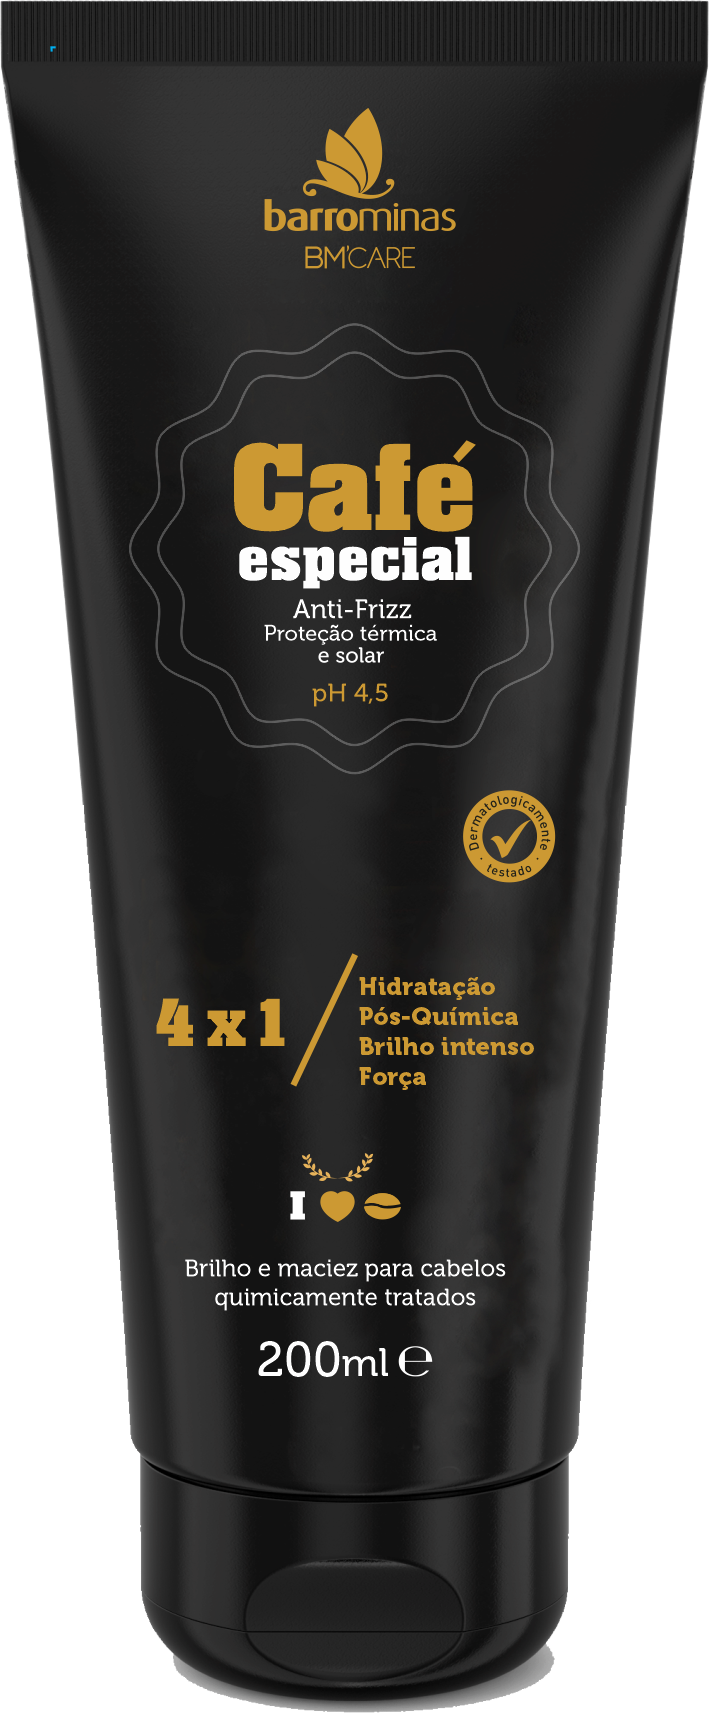 barrominas
BM'CARE
Café
especial
Anti-Frizz
Proteção térmica
e solar
pH 4,5
Dermatologicamente
· testado ·
4 x 1
Hidratação
Pós-Química
Brilho intenso
Força
I
Brilho e maciez para cabelos
quimicamente tratados
200ml ℮